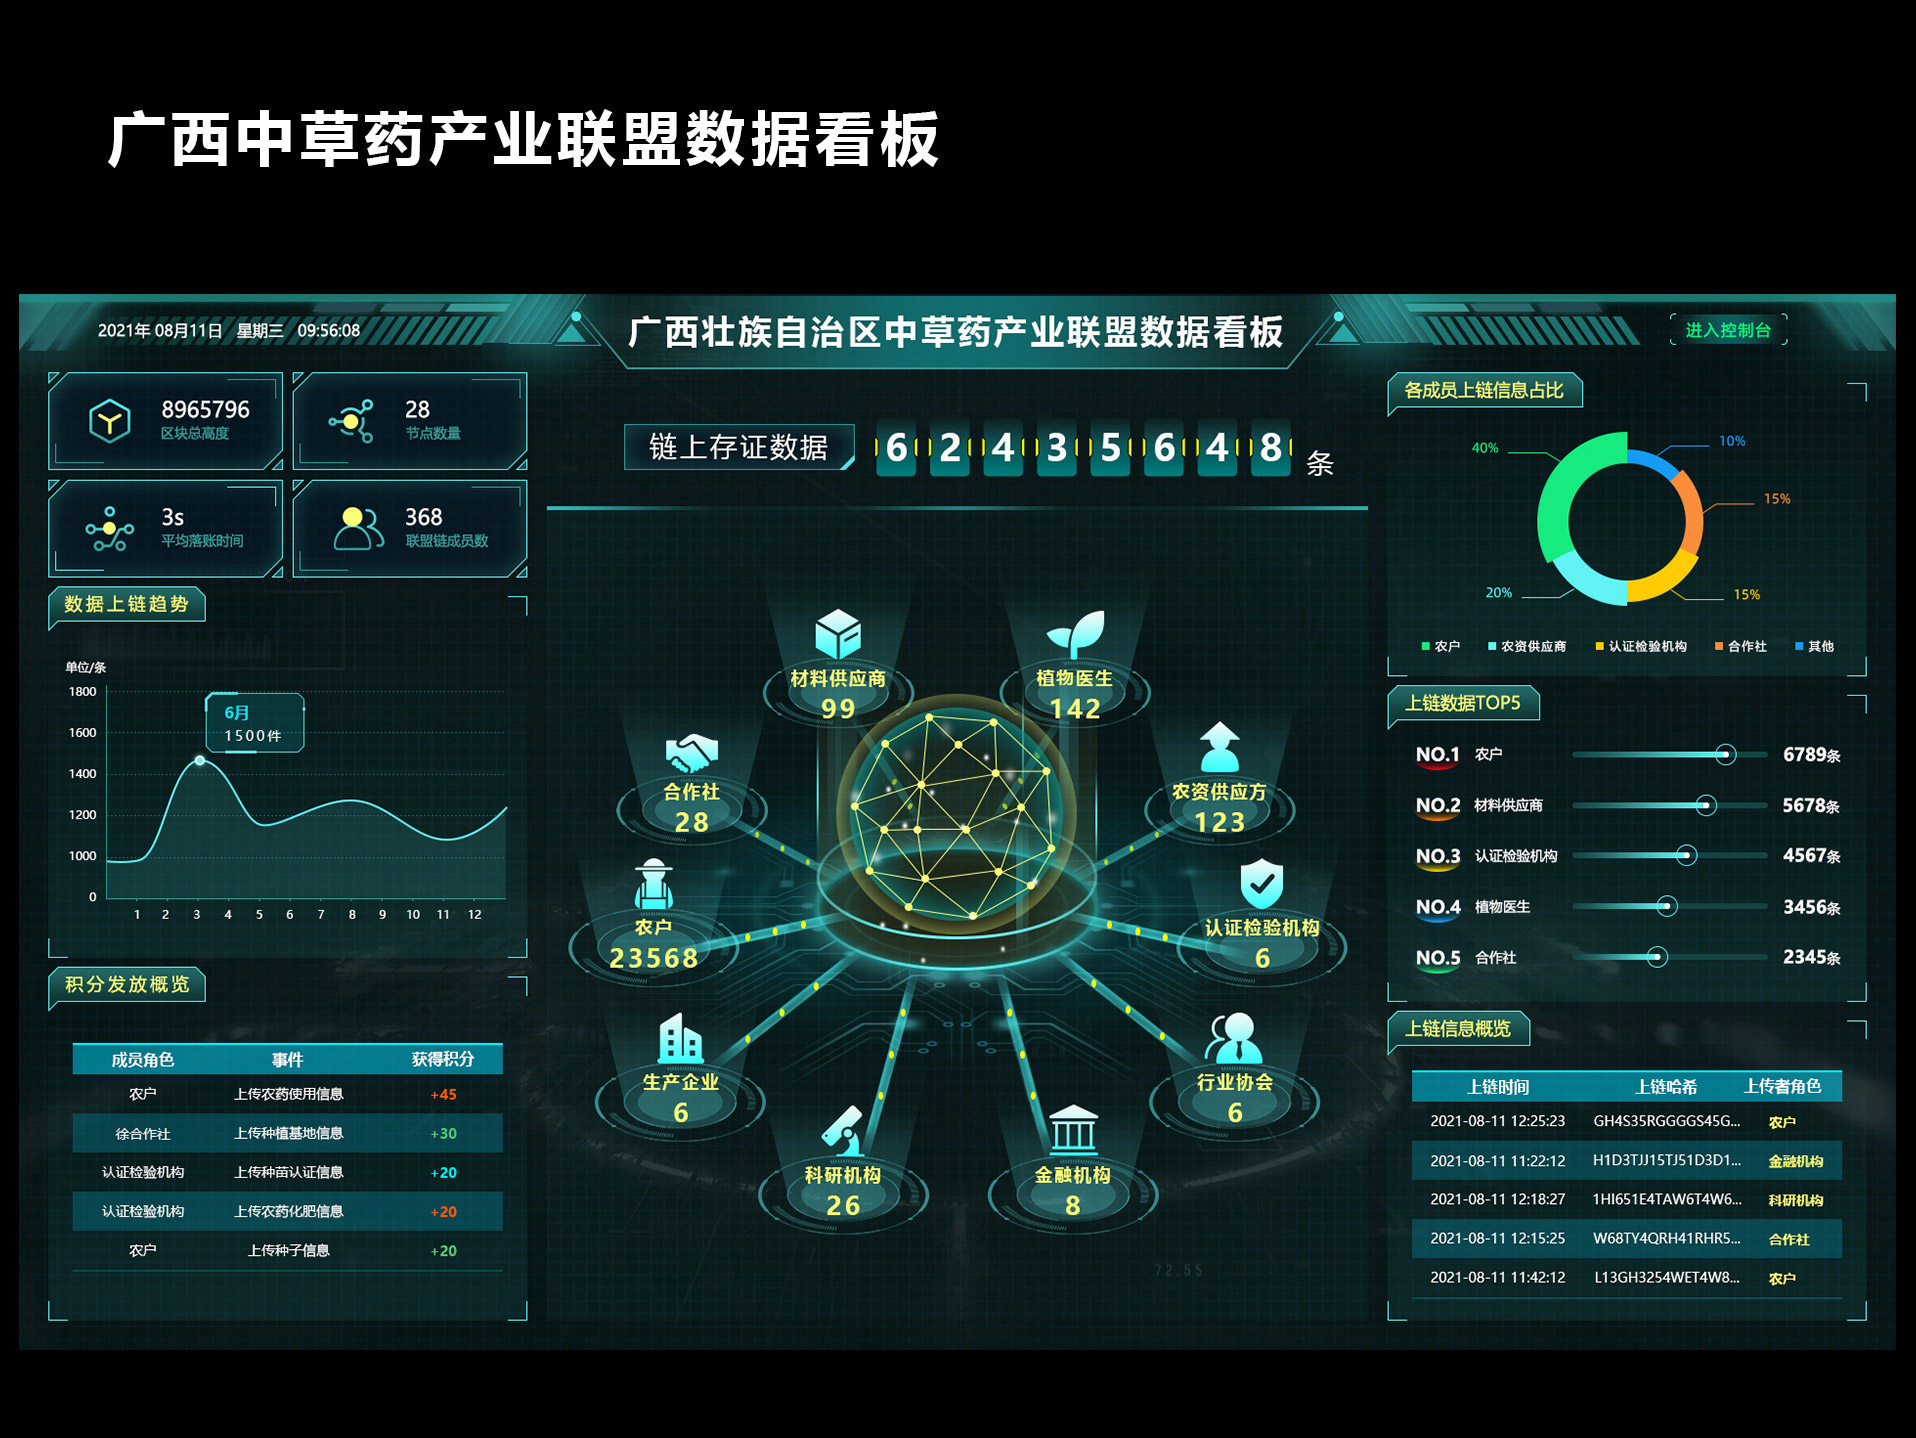 广西中草药产业联盟数据看板
2021年 08月11日 星期三 09:56:08
广西壮族自治区中草药产业联盟数据看板
进入控制台
8965796
区块总高度
28
节点数量
3s
平均落账时间
368
联盟链成员数
数据上链趋势
单位/条
1800
1600
1400
1200
1000
0
6月
1500件
1 2 3 4 5 6 7 8 9 10 11 12
积分发放概览
成员角色 事件 获得积分
农户 上传农药使用信息 +45
徐合作社 上传种植基地信息 +30
认证检验机构 上传种苗认证信息 +20
认证检验机构 上传农药化肥信息 +20
农户 上传种子信息 +20
链上存证数据 62435648 条
材料供应商
99
植物医生
142
合作社
28
农资供应方
123
农户
23568
认证检验机构
6
生产企业
6
行业协会
6
科研机构
26
金融机构
8
72.55
各成员上链信息占比
40%
10%
15%
20%
15%
农户 农资供应商 认证检验机构 合作社 其他
上链数据TOP5
NO.1 农户 6789条
NO.2 材料供应商 5678条
NO.3 认证检验机构 4567条
NO.4 植物医生 3456条
NO.5 合作社 2345条
上链信息概览
上链时间 上链哈希 上传者角色
2021-08-11 12:25:23 GH4S35RGGGGS45G... 农户
2021-08-11 11:22:12 H1D3TJJ15TJ51D3D1... 金融机构
2021-08-11 12:18:27 1HI651E4TAW6T4W6... 科研机构
2021-08-11 12:15:25 W68TY4QRH41RHR5... 合作社
2021-08-11 11:42:12 L13GH3254WET4W8... 农户